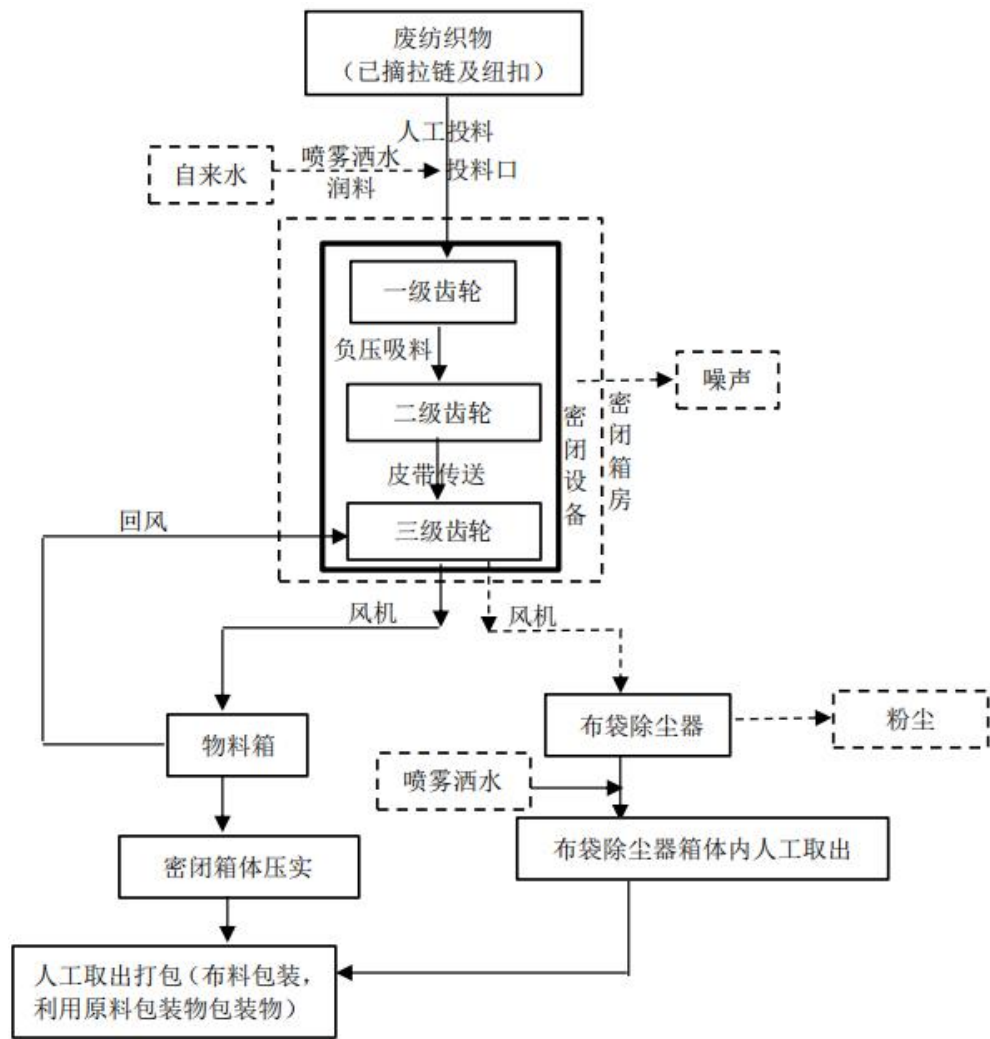 废纺织物
（已摘拉链及纽扣）
人工投料
喷雾洒水
自来水
润料
投料口
一级齿轮
负压吸料
噪声
二级齿轮
密闭设备
密闭箱房
皮带传送
回风
三级齿轮
风机
风机
物料箱
布袋除尘器
粉尘
喷雾洒水
密闭箱体压实
布袋除尘器箱体内人工取出
人工取出打包（布料包装，
利用原料包装物包装物）